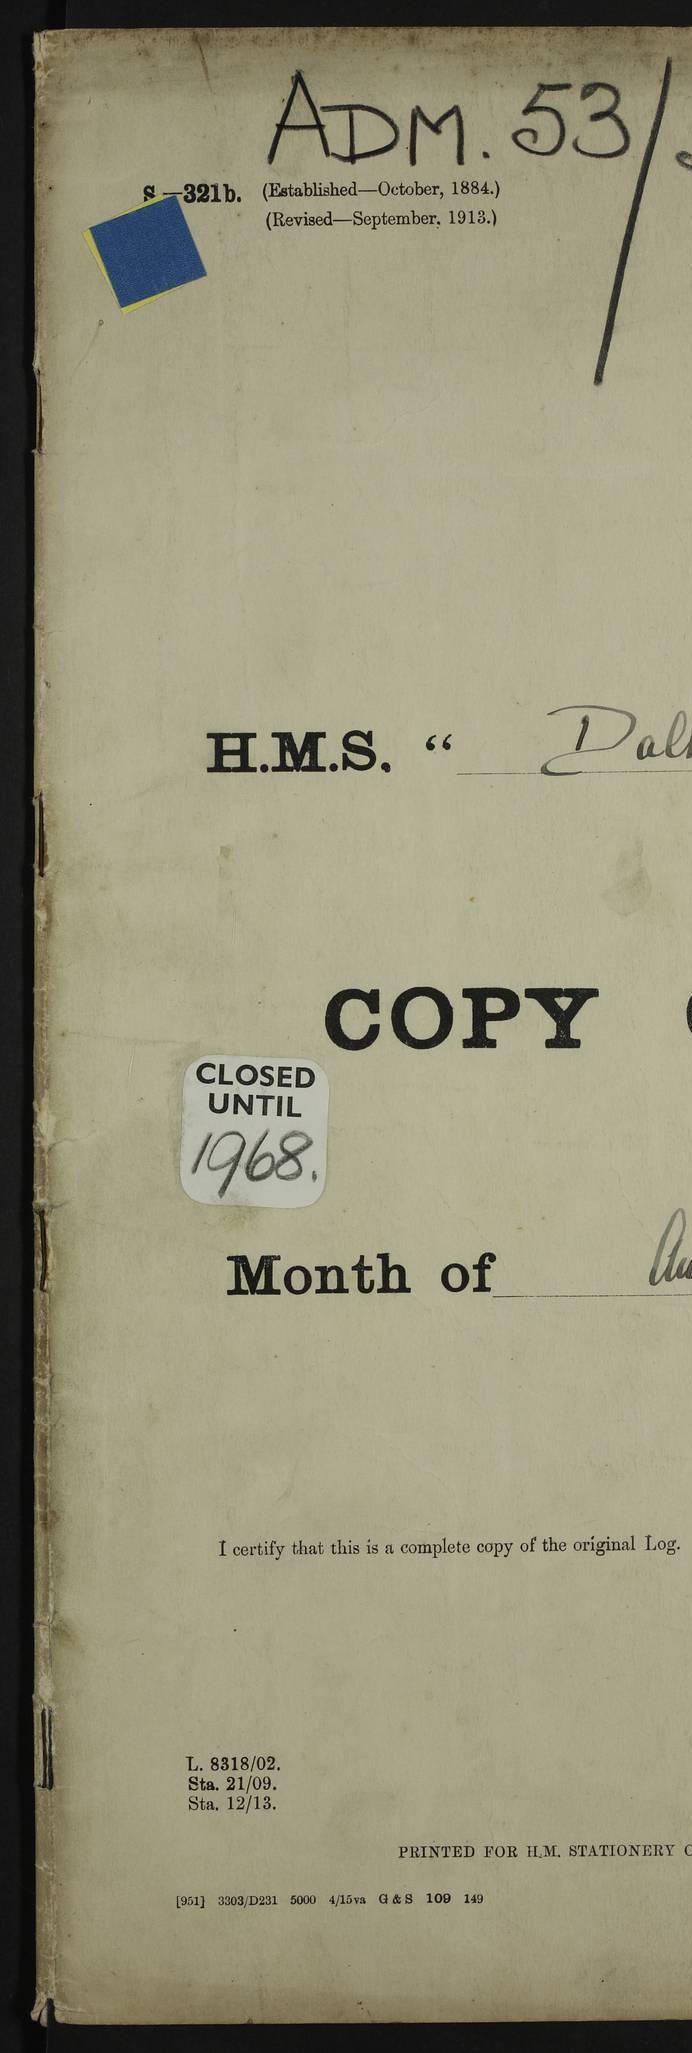 ADM. 53/
S.—321b. (Established—October, 1884.)
(Revised—September, 1913.)
H.M.S. "
COPY
CLOSED
UNTIL
1968.
Month of
I certify that this is a complete copy of the original Log.
L. 8318/02.
Sta. 21/09.
Sta. 12/13.
PRINTED FOR H.M. STATIONERY
[951] 3303/D231 5000 4/15 va G & S 109 149